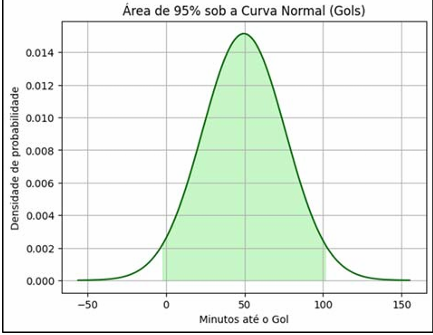 Área de 95% sob a Curva Normal (Gols)
Densidade de probabilidade
0.014
0.012
0.010
0.008
0.006
0.004
0.002
0.000
−50 0 50 100 150
Minutos até o Gol